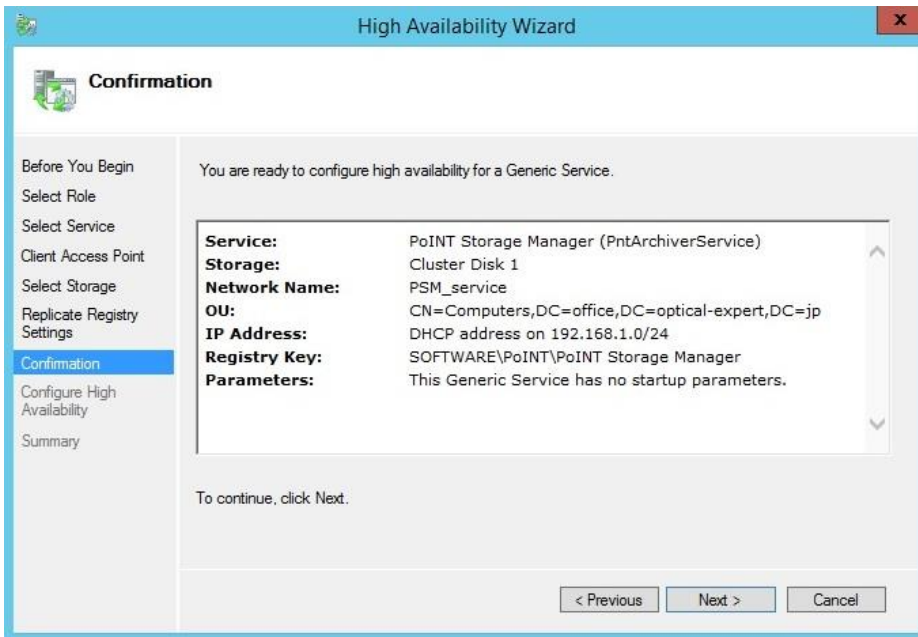 High Availability Wizard
x
Confirmation
Before You Begin
Select Role
Select Service
Client Access Point
Select Storage
Replicate Registry
Settings
Confirmation
Configure High
Availability
Summary
You are ready to configure high availability for a Generic Service.
Service: PoINT Storage Manager (PntArchiverService)
Storage: Cluster Disk 1
Network Name: PSM_service
OU: CN=Computers,DC=office,DC=optical-expert,DC=jp
IP Address: DHCP address on 192.168.1.0/24
Registry Key: SOFTWARE\PoINT\PoINT Storage Manager
Parameters: This Generic Service has no startup parameters.
To continue, click Next.
< Previous Next > Cancel